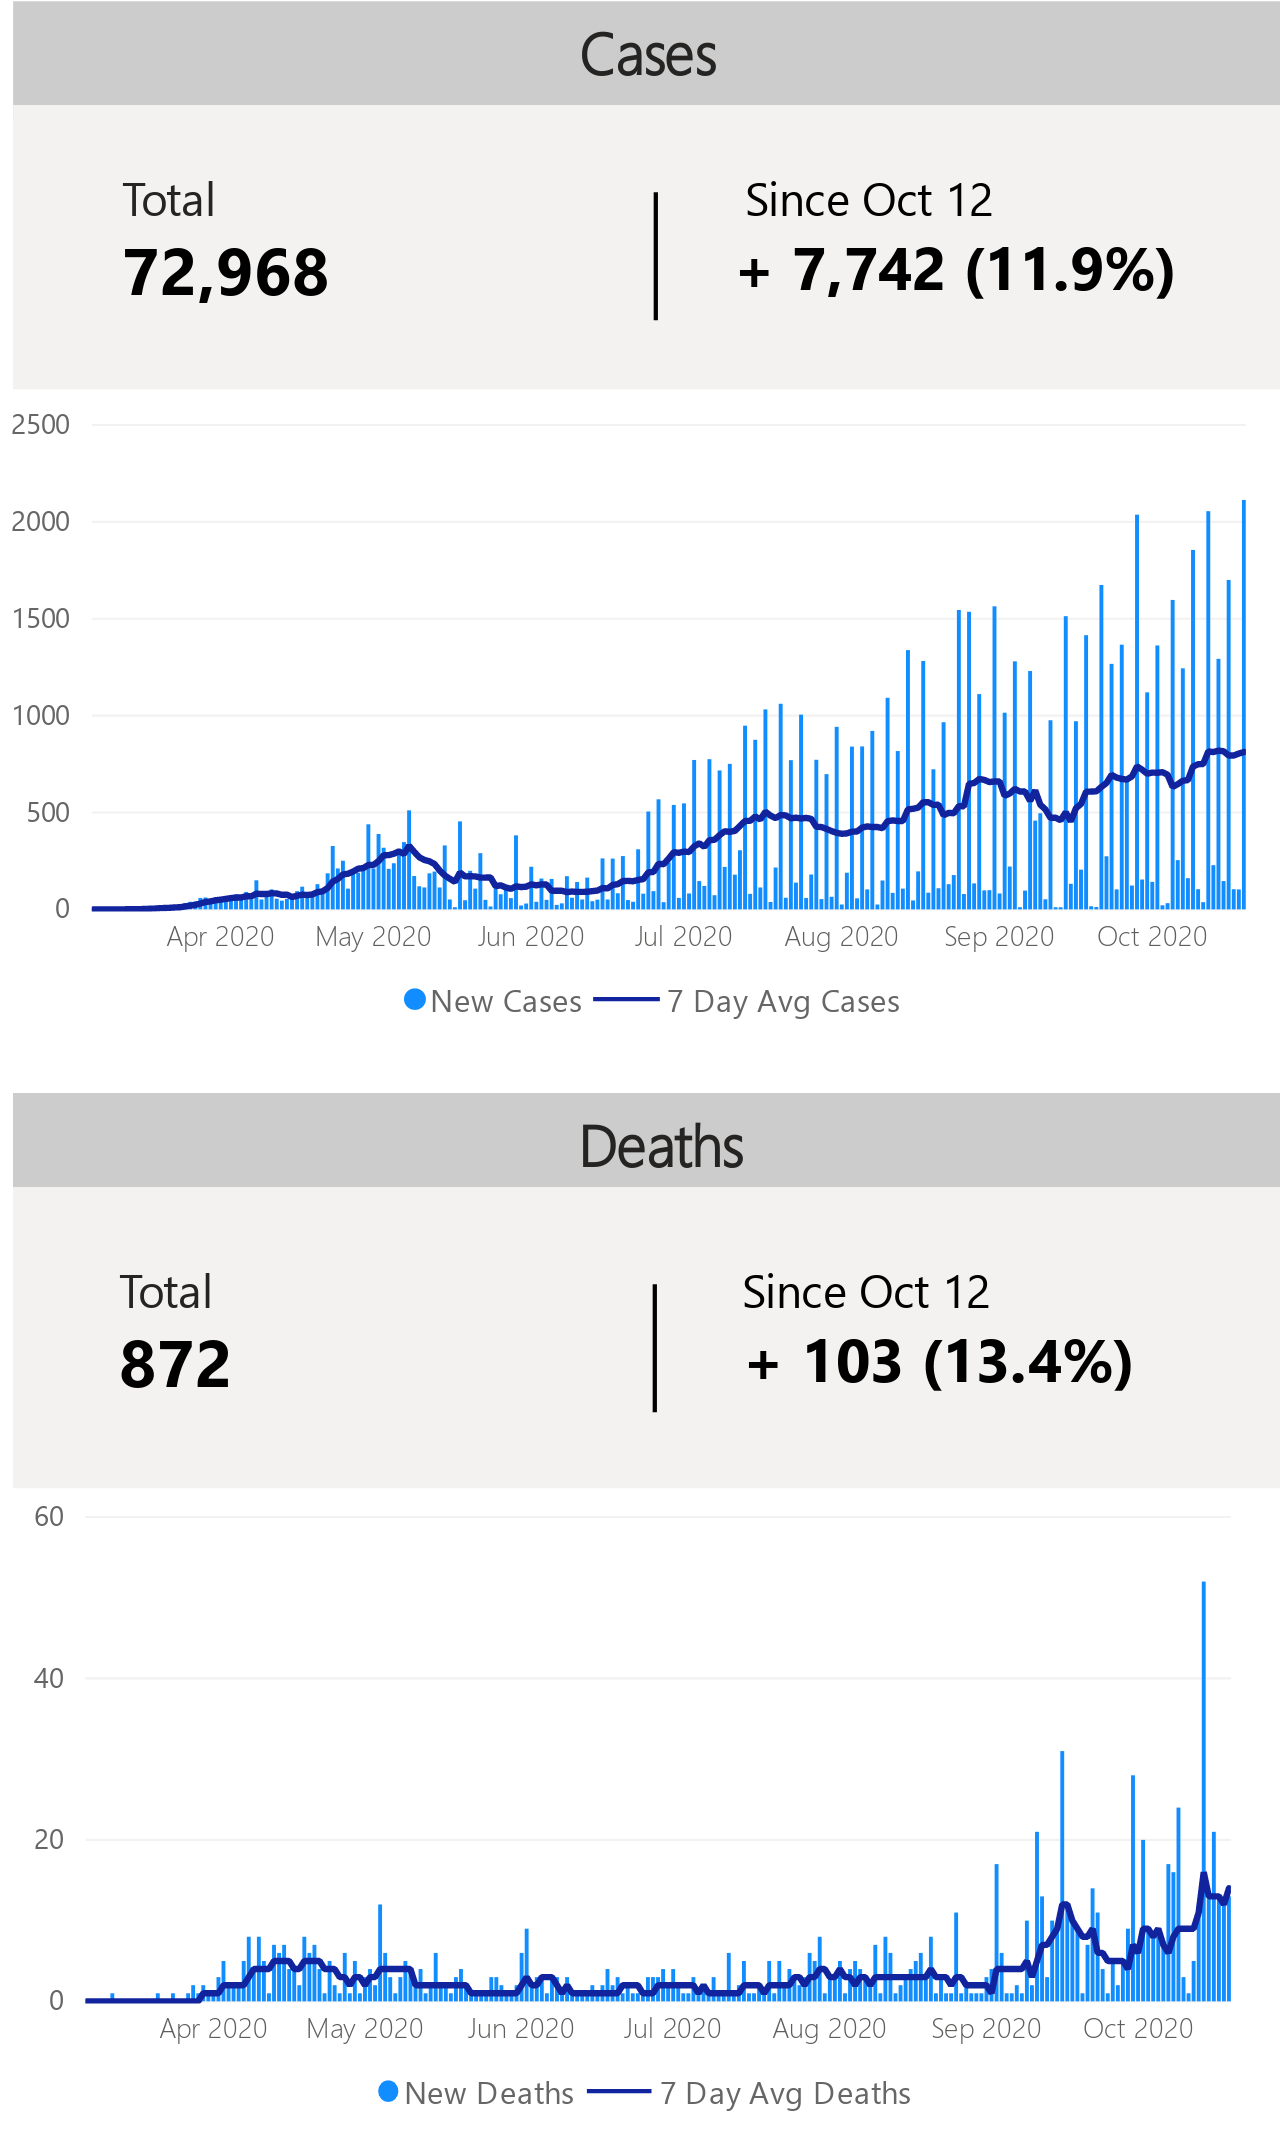 Cases
Total
Since Oct 12
72,968
+ 7,742 (11.9%)
2500
2000
1500
1000
500
0
Apr 2020 May 2020 Jun 2020 Jul 2020 Aug 2020 Sep 2020 Oct 2020
New Cases 7 Day Avg Cases
Deaths
Total
Since Oct 12
872
+ 103 (13.4%)
60
40
20
0
Apr 2020 May 2020 Jun 2020 Jul 2020 Aug 2020 Sep 2020 Oct 2020
New Deaths 7 Day Avg Deaths